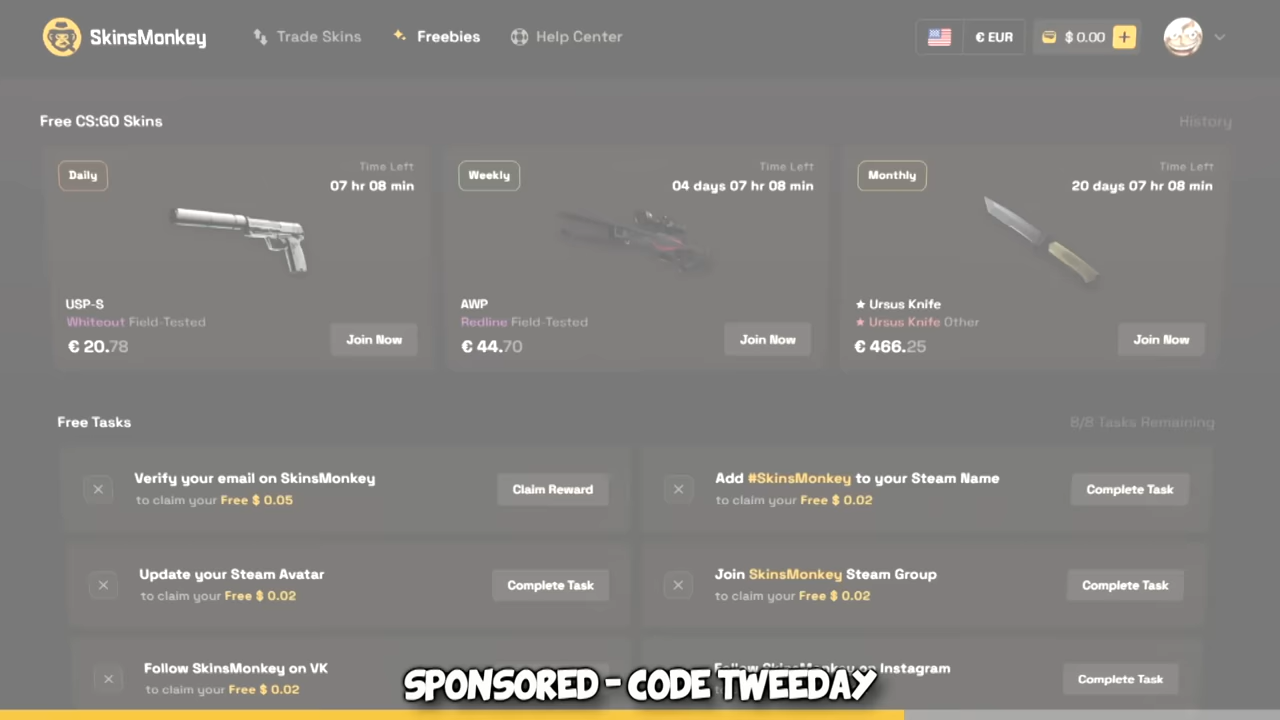 SkinsMonkey
Trade Skins
Freebies
Help Center
€ EUR
$ 0.00
Free CS:GO Skins
History
Daily
Time Left
07 hr 08 min
USP-S
Whiteout Field-Tested
€ 20.78
Join Now
Weekly
Time Left
04 days 07 hr 08 min
AWP
Redline Field-Tested
€ 44.70
Join Now
Monthly
Time Left
20 days 07 hr 08 min
★ Ursus Knife
★ Ursus Knife Other
€ 466.25
Join Now
Free Tasks
8/8 Tasks Remaining
Verify your email on SkinsMonkey
to claim your Free $ 0.05
Claim Reward
Add #SkinsMonkey to your Steam Name
to claim your Free $ 0.02
Complete Task
Update your Steam Avatar
to claim your Free $ 0.02
Complete Task
Join SkinsMonkey Steam Group
to claim your Free $ 0.02
Complete Task
Follow SkinsMonkey on VK
to claim your Free $ 0.02
Follow SkinsMonkey on Instagram
Complete Task
SPONSORED - CODE TWEEDAY